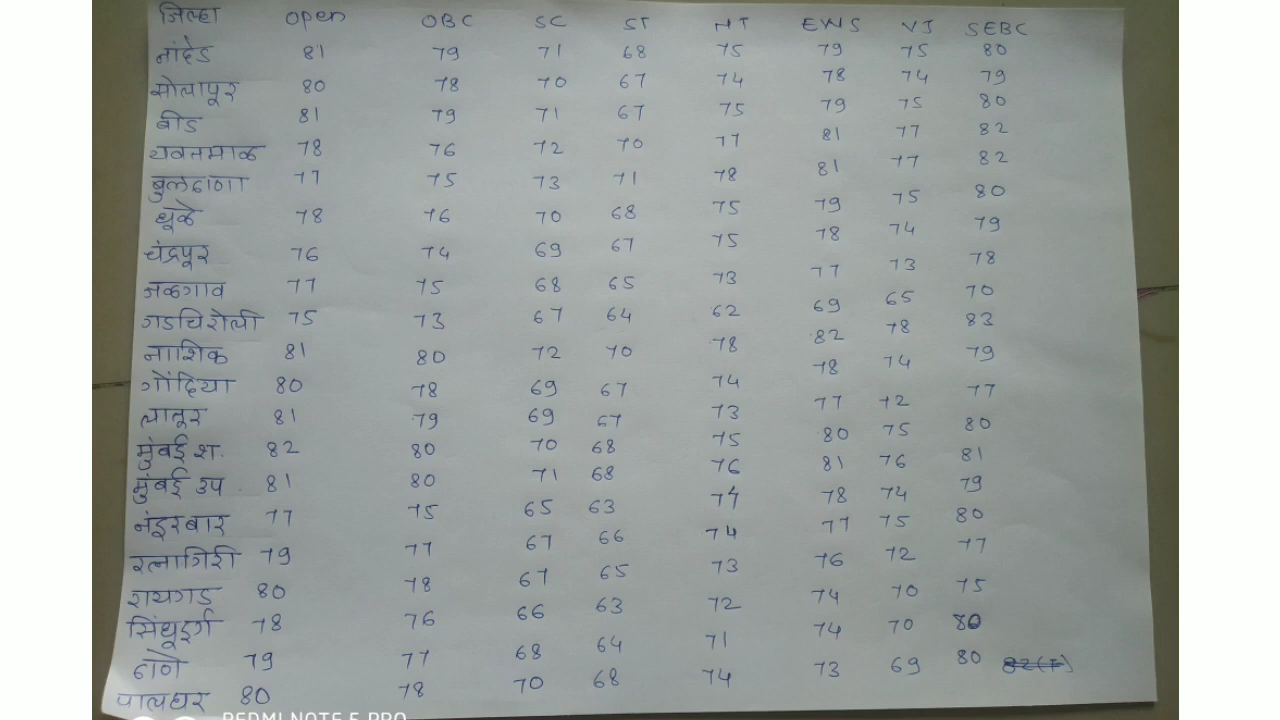 जिल्हा open OBC SC ST NT EWS VJ SEBC
नांदेड 81 79 71 68 75 79 75 80
सोलापूर 80 78 70 67 74 78 74 79
बीड 81 79 71 67 75 79 75 80
यवतमाळ 78 76 72 70 77 81 77 82
बुलढाणा 77 75 73 71 78 81 77 82
धूळे 78 76 70 68 75 79 75 80
चंद्रपूर 76 74 69 67 75 78 74 79
जळगाव 77 75 68 65 73 77 73 78
गडचिरोली 75 73 67 64 62 69 65 70
नाशिक 81 80 72 70 78 82 78 83
गोंदिया 80 78 69 67 74 78 74 79
लातूर 81 79 69 67 73 77 72 77
मुंबई श. 82 80 70 68 75 80 75 80
मुंबई उप. 81 80 71 68 76 81 76 81
नंदुरबार 77 75 65 63 74 78 74 79
रत्नागिरी 79 77 67 66 74 77 75 80
रायगड 80 78 67 65 73 76 72 77
सिंधूदुर्ग 78 76 66 63 72 74 70 75
ठाणे 79 77 68 64 71 74 70 80
पालघर 80 78 70 68 74 73 69 80
REDMI NOTE 5 PRO